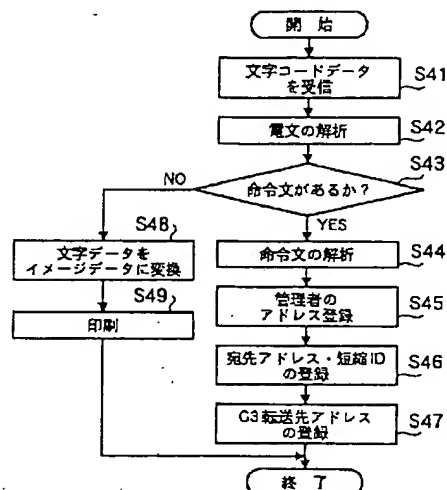 開始
文字コードデータ
を受信
S41
電文の解析
S42
命令文があるか？
S43
NO
YES
S48
文字データを
イメージデータに変換
命令文の解析
S44
S49
印刷
管理者の
アドレス登録
S45
宛先アドレス・短縮ID
の登録
S46
G3転送先アドレス
の登録
S47
終了